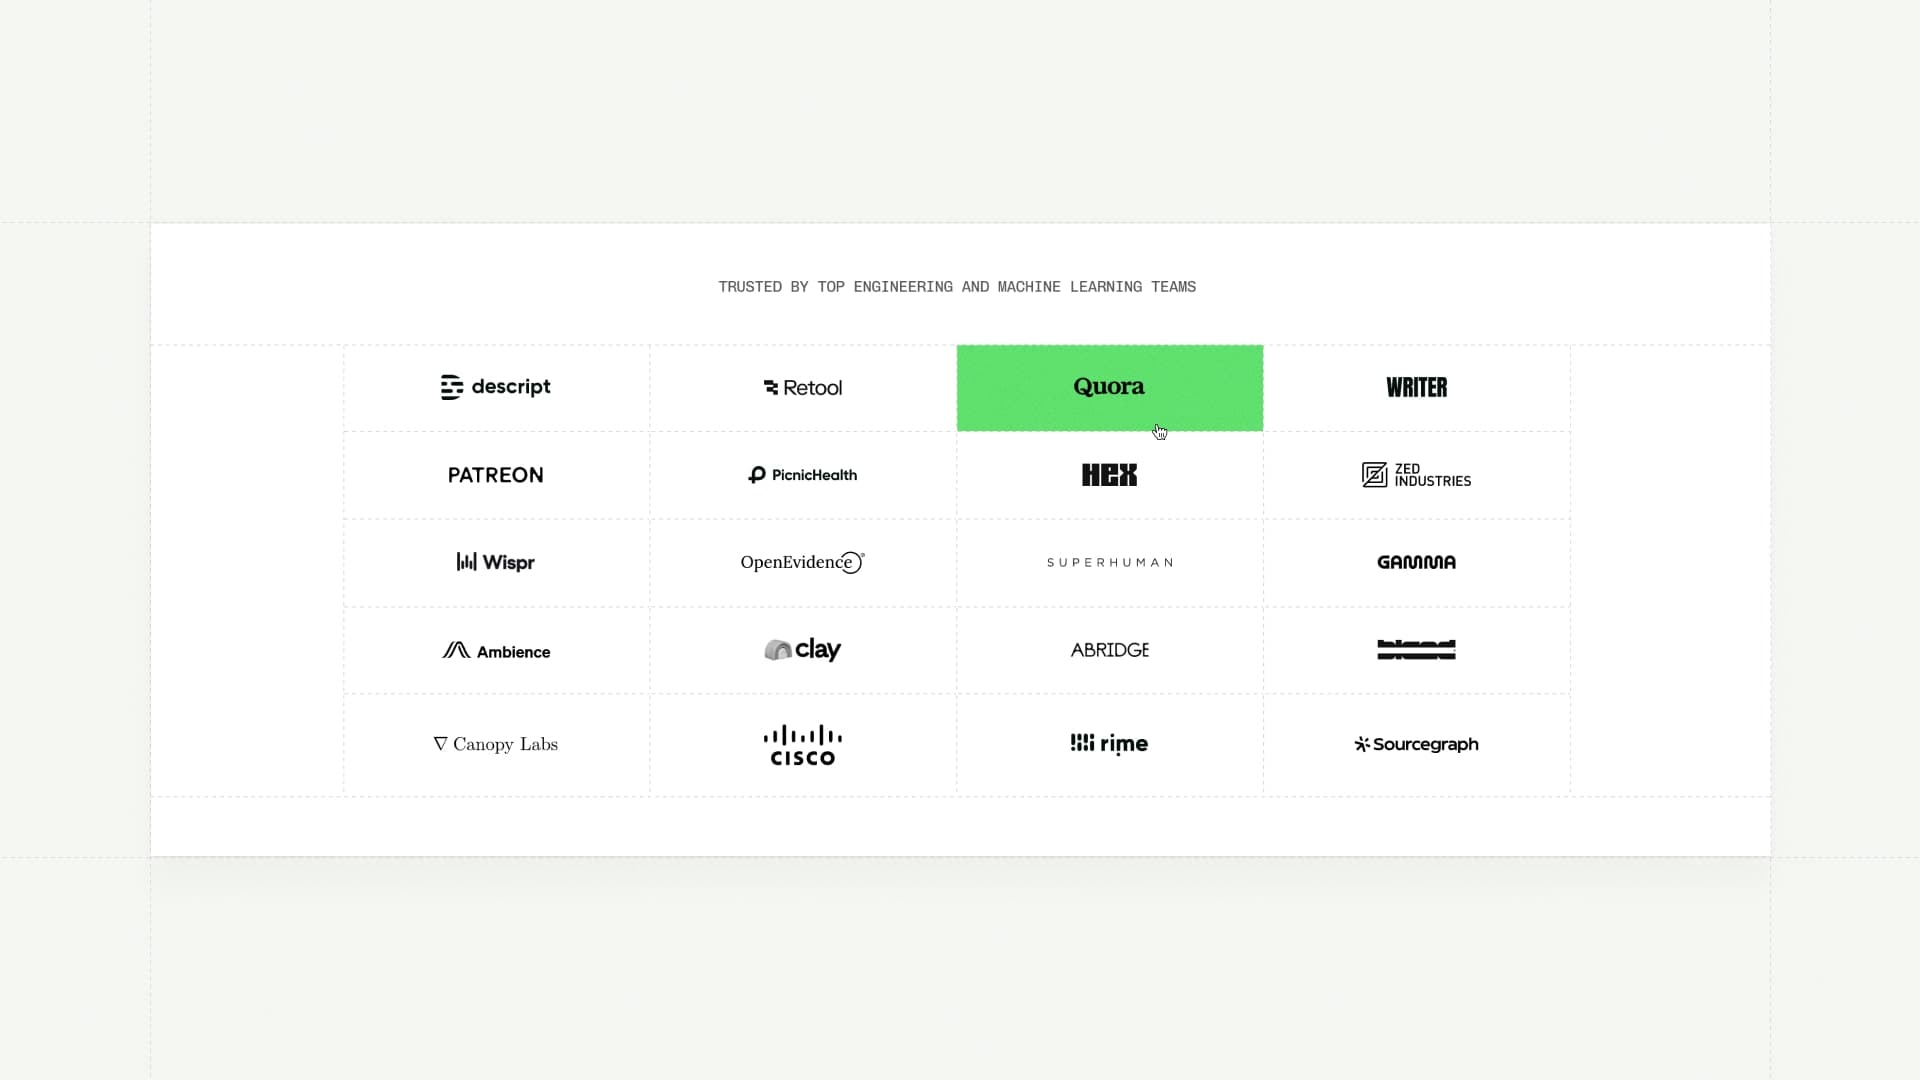 TRUSTED BY TOP ENGINEERING AND MACHINE LEARNING TEAMS
descript
Retool
Quora
WRITER
PATREON
PicnicHealth
HEX
ZED
INDUSTRIES
Wispr
OpenEvidence
SUPERHUMAN
GAMMA
Ambience
clay
ABRIDGE
Canopy Labs
CISCO
rime
Sourcegraph